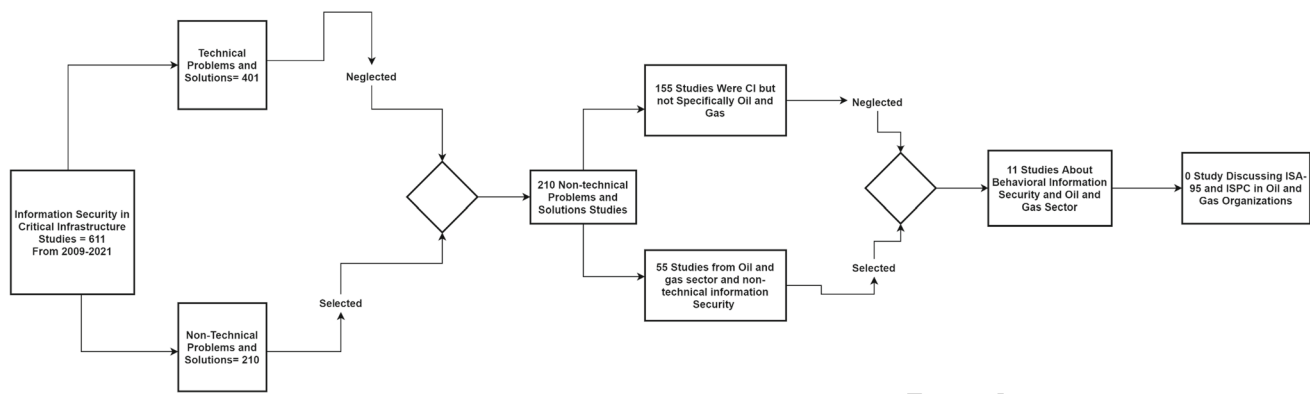 Information Security in
Critical Infrastructure
Studies = 611
From 2009-2021
Technical
Problems and
Solutions= 401
Neglected
Non-Technical
Problems and
Solutions= 210
Selected
210 Non-technical
Problems and
Solutions Studies
155 Studies Were CI but
not Specifically Oil and
Gas
Neglected
55 Studies from Oil and
gas sector and non-
technical information
Security
Selected
11 Studies About
Behavioral Information
Security and Oil and
Gas Sector
0 Study Discussing ISA-
95 and ISPC in Oil and
Gas Organizations